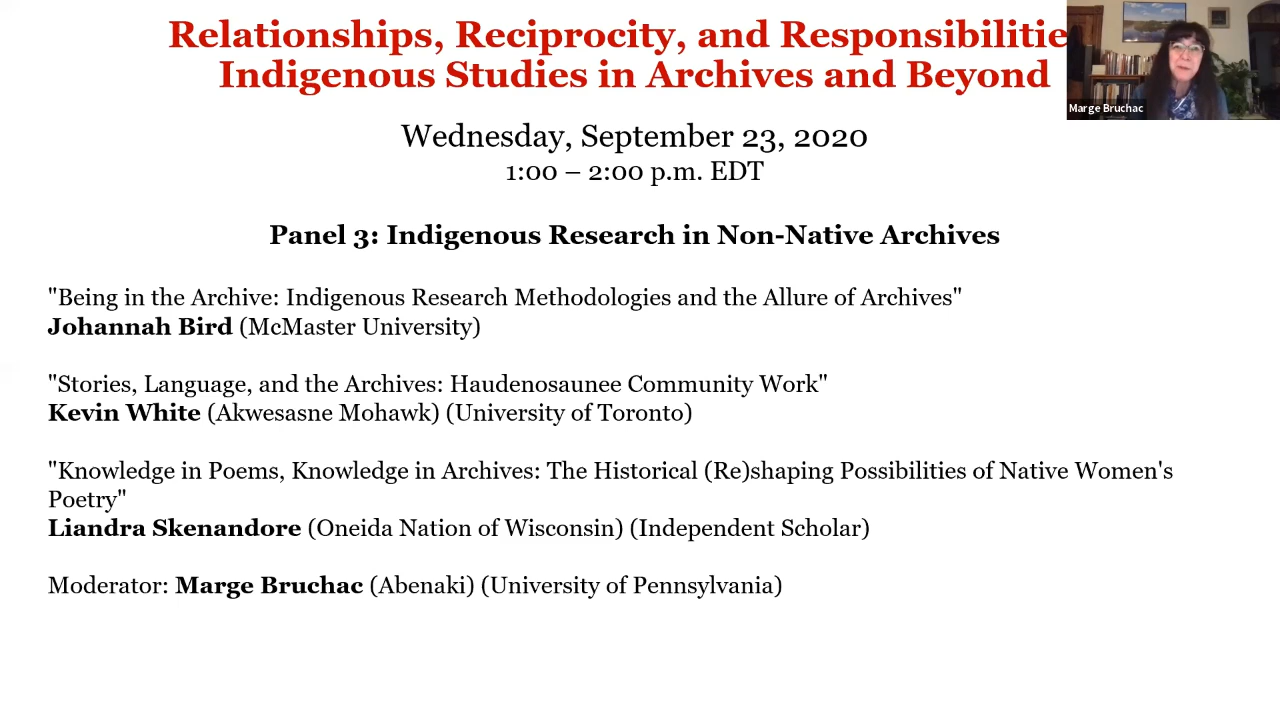 Relationships, Reciprocity, and Responsibilitie
Indigenous Studies in Archives and Beyond
Marge Bruchac
Wednesday, September 23, 2020
1:00 – 2:00 p.m. EDT
Panel 3: Indigenous Research in Non-Native Archives
"Being in the Archive: Indigenous Research Methodologies and the Allure of Archives"
Johannah Bird (McMaster University)
"Stories, Language, and the Archives: Haudenosaunee Community Work"
Kevin White (Akwesasne Mohawk) (University of Toronto)
"Knowledge in Poems, Knowledge in Archives: The Historical (Re)shaping Possibilities of Native Women's
Poetry"
Liandra Skenandore (Oneida Nation of Wisconsin) (Independent Scholar)
Moderator: Marge Bruchac (Abenaki) (University of Pennsylvania)